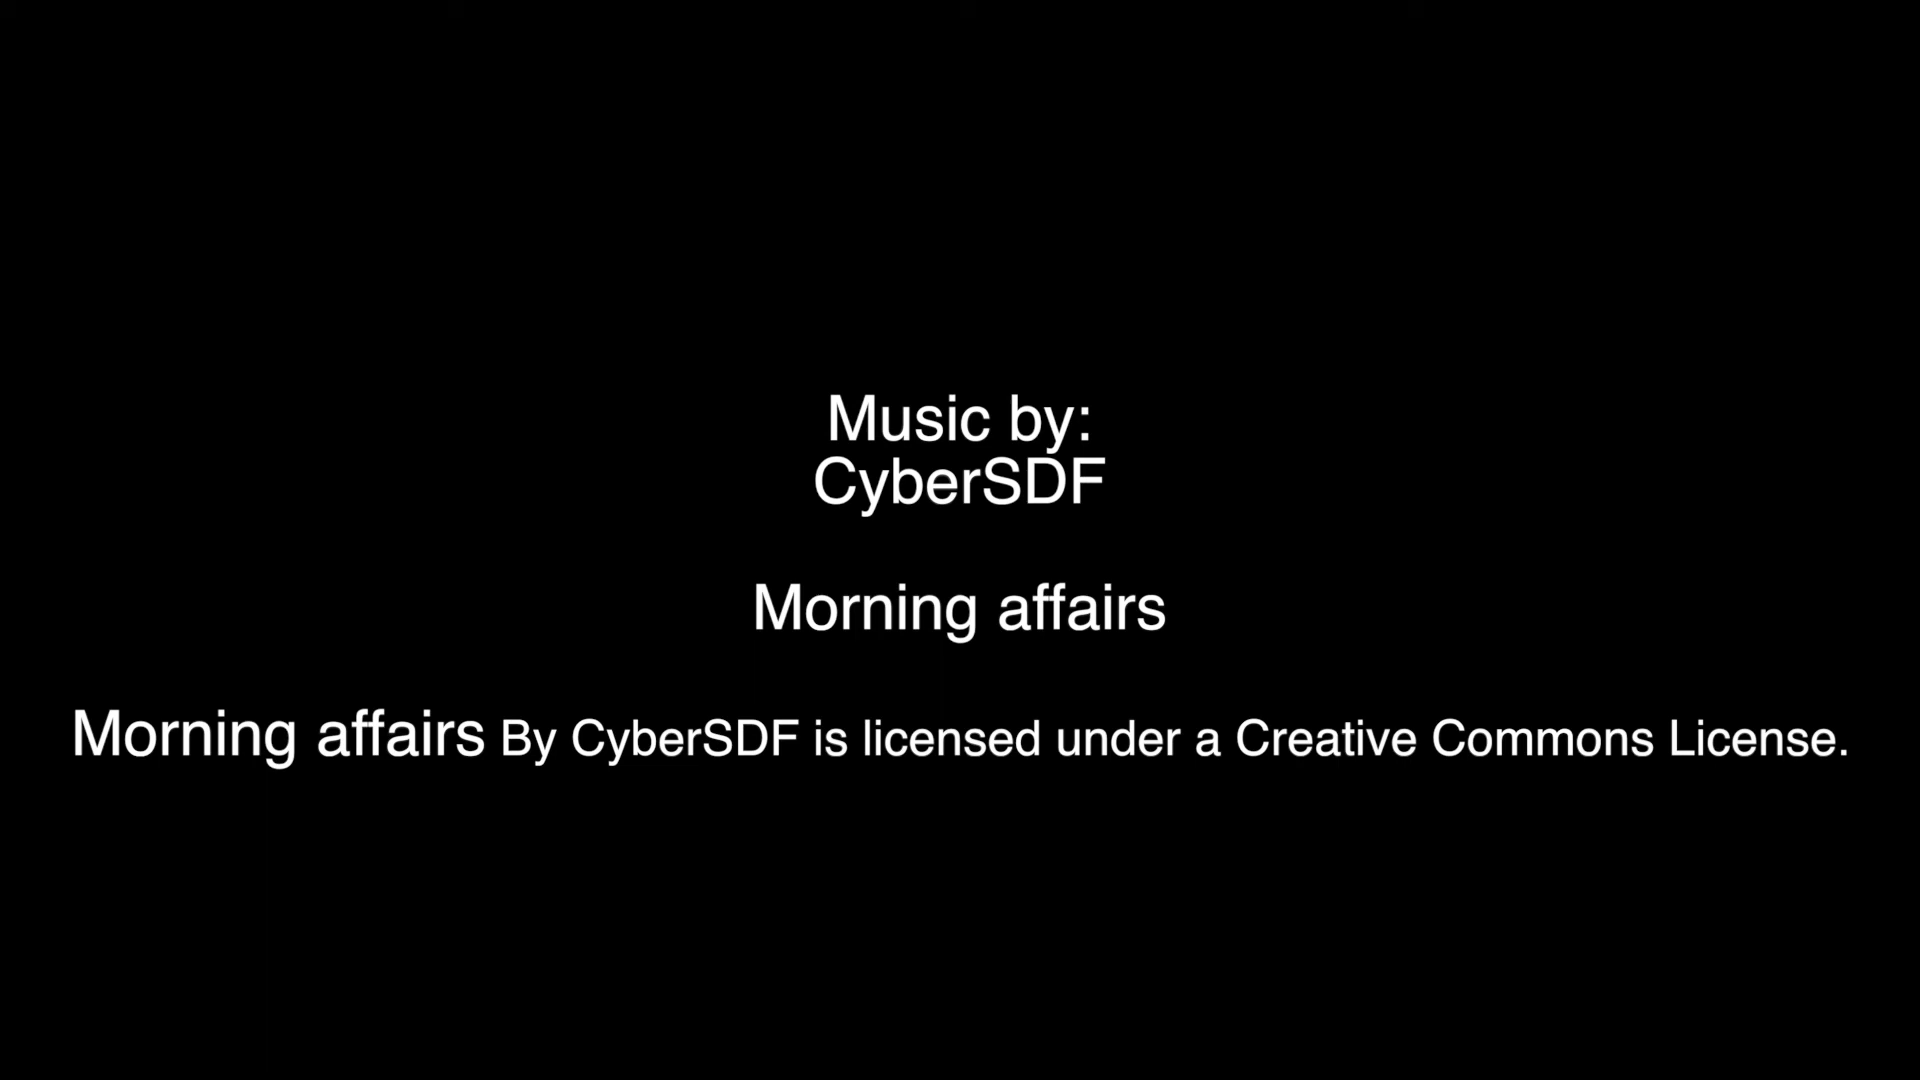 Music by:
CyberSDF
Morning affairs
Morning affairs By CyberSDF is licensed under a Creative Commons License.